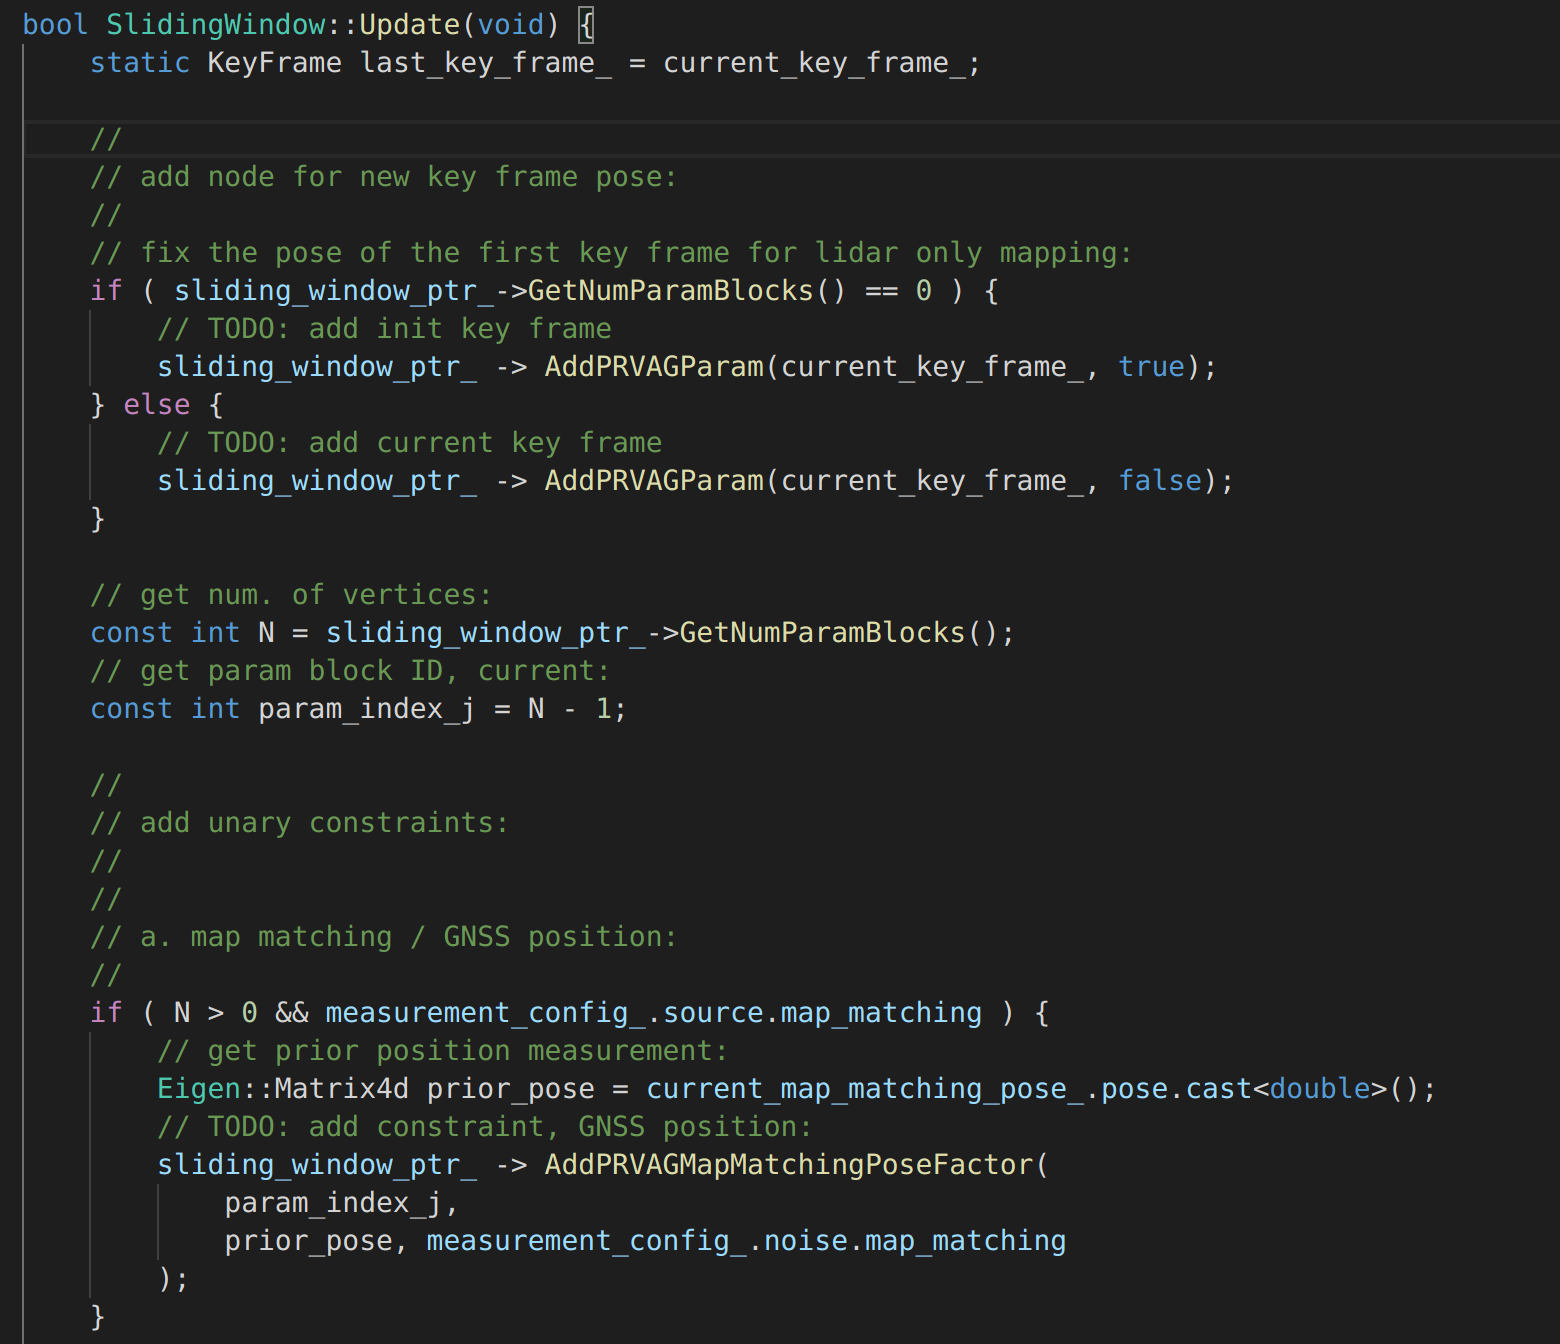 bool SlidingWindow::Update(void) {
    static KeyFrame last_key_frame_ = current_key_frame_;

    //
    // add node for new key frame pose:
    //
    // fix the pose of the first key frame for lidar only mapping:
    if ( sliding_window_ptr_->GetNumParamBlocks() == 0 ) {
        // TODO: add init key frame
        sliding_window_ptr_ -> AddPRVAGParam(current_key_frame_, true);
    } else {
        // TODO: add current key frame
        sliding_window_ptr_ -> AddPRVAGParam(current_key_frame_, false);
    }

    // get num. of vertices:
    const int N = sliding_window_ptr_->GetNumParamBlocks();
    // get param block ID, current:
    const int param_index_j = N - 1;

    //
    // add unary constraints:
    //
    //
    // a. map matching / GNSS position:
    //
    if ( N > 0 && measurement_config_.source.map_matching ) {
        // get prior position measurement:
        Eigen::Matrix4d prior_pose = current_map_matching_pose_.pose.cast<double>();
        // TODO: add constraint, GNSS position:
        sliding_window_ptr_ -> AddPRVAGMapMatchingPoseFactor(
            param_index_j,
            prior_pose, measurement_config_.noise.map_matching
        );
    }